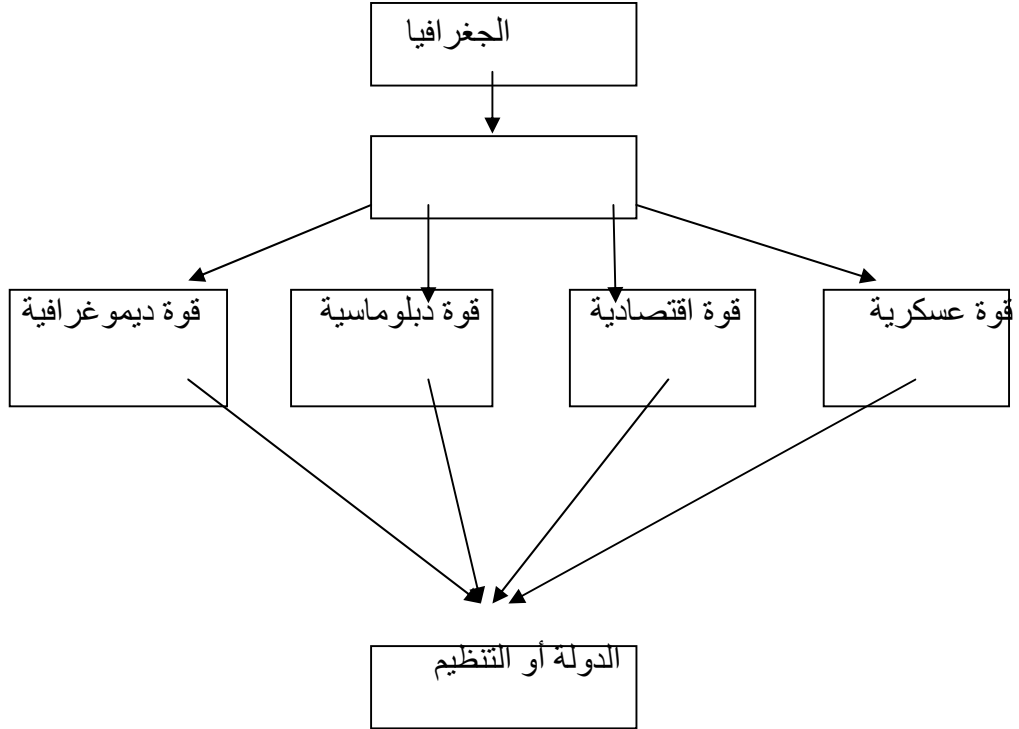 الجغرافيا
قوة عسكرية
قوة اقتصادية
قوة دبلوماسية
قوة ديموغرافية
الدولة أو التنظيم